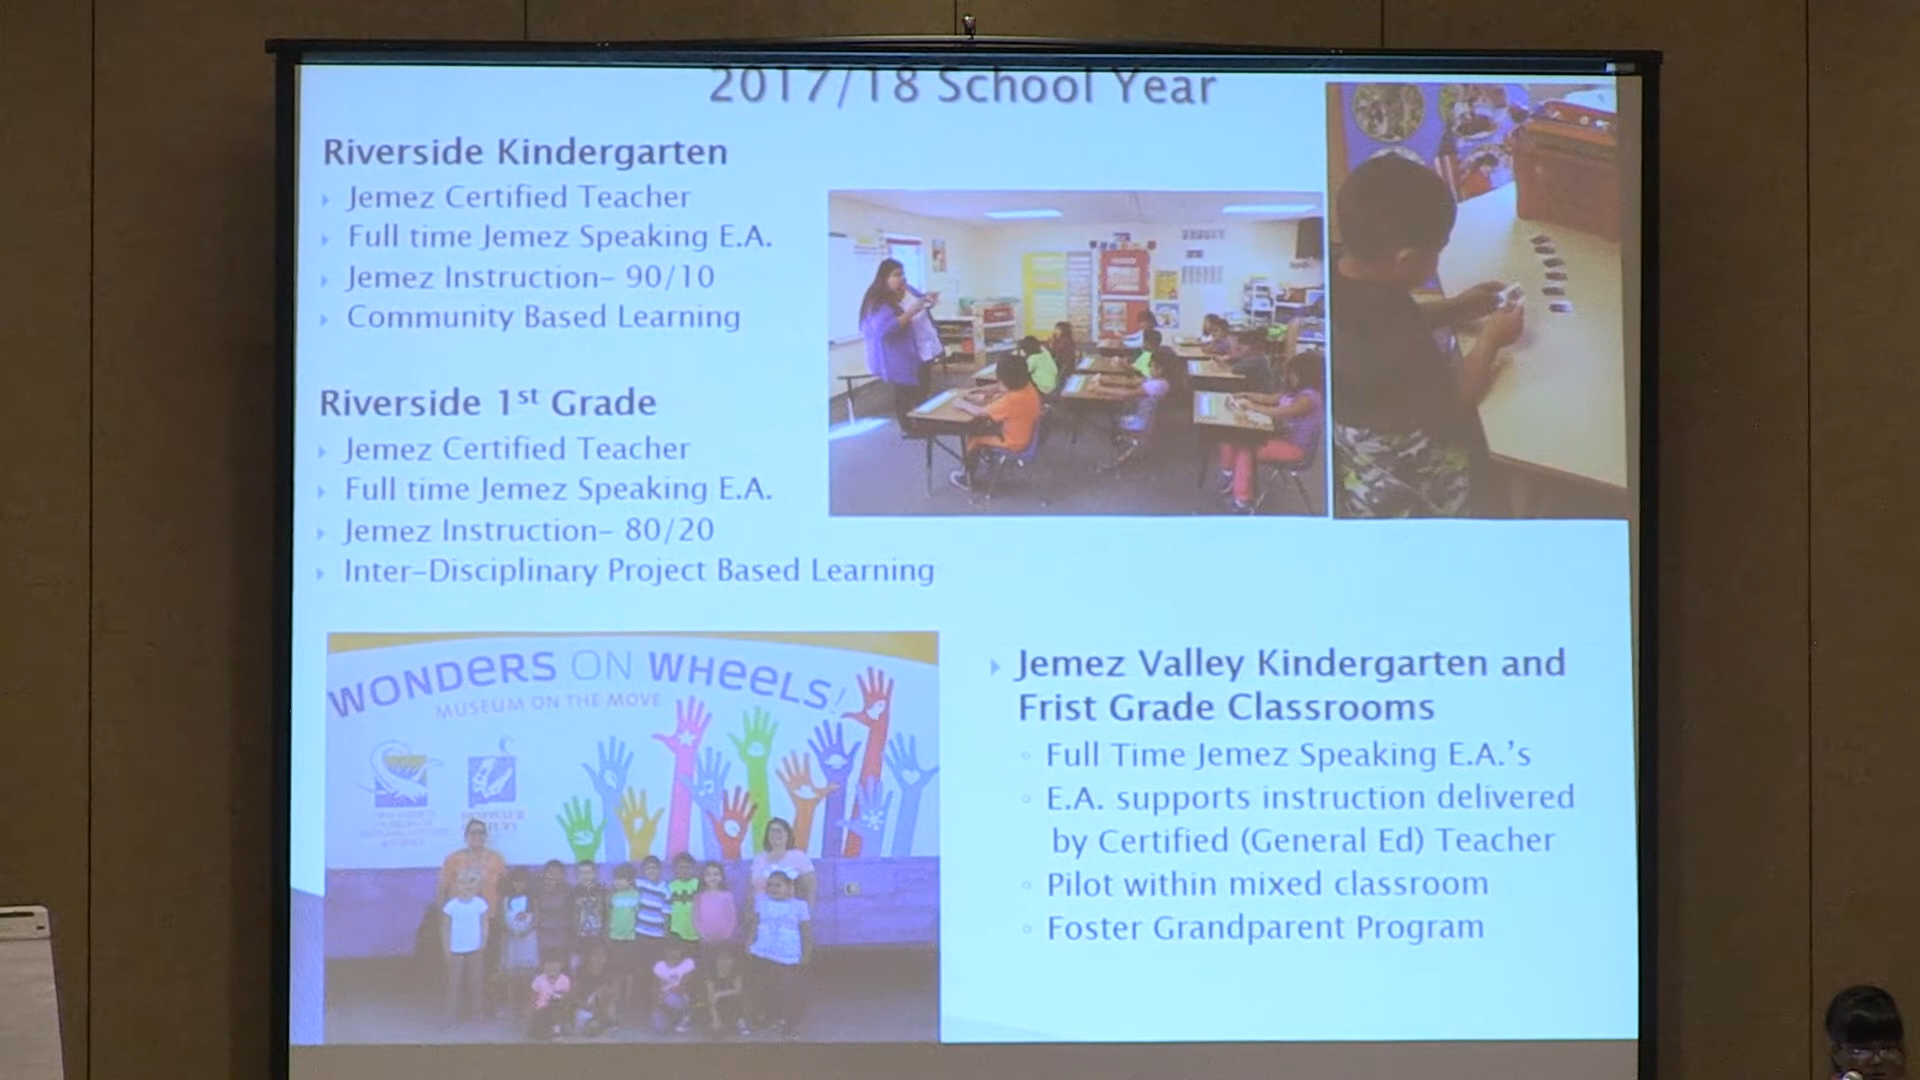 2017/18 School Year
Riverside Kindergarten
Jemez Certified Teacher
Full time Jemez Speaking E.A.
Jemez Instruction– 90/10
Community Based Learning
Riverside 1st Grade
Jemez Certified Teacher
Full time Jemez Speaking E.A.
Jemez Instruction– 80/20
Inter-Disciplinary Project Based Learning
WONDERS ON WHEELS!
MUSEUM ON THE MOVE
Jemez Valley Kindergarten and
Frist Grade Classrooms
Full Time Jemez Speaking E.A.'s
E.A. supports instruction delivered
by Certified (General Ed) Teacher
Pilot within mixed classroom
Foster Grandparent Program